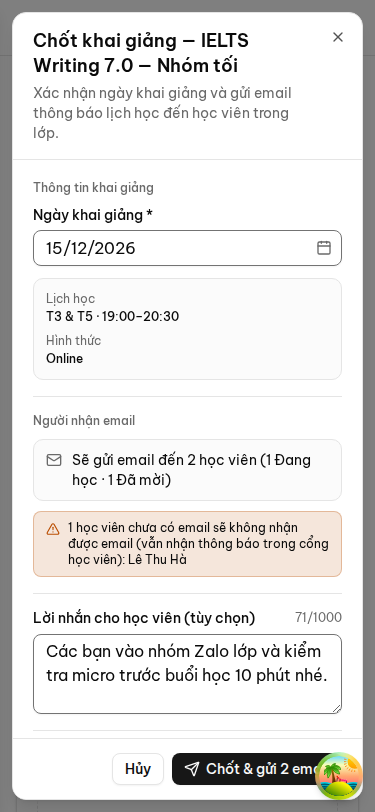 Chốt khai giảng — IELTS
Writing 7.0 — Nhóm tối
Xác nhận ngày khai giảng và gửi email
thông báo lịch học đến học viên trong
lớp.
Thông tin khai giảng
Ngày khai giảng *
15/12/2026
Lịch học
T3 & T5 · 19:00–20:30
Hình thức
Online
Người nhận email
Sẽ gửi email đến 2 học viên (1 Đang
học · 1 Đã mời)
1 học viên chưa có email sẽ không nhận
được email (vẫn nhận thông báo trong cổng
học viên): Lê Thu Hà
Lời nhắn cho học viên (tùy chọn)
71/1000
Các bạn vào nhóm Zalo lớp và kiểm
tra micro trước buổi học 10 phút nhé.
Hủy
Chốt & gửi 2